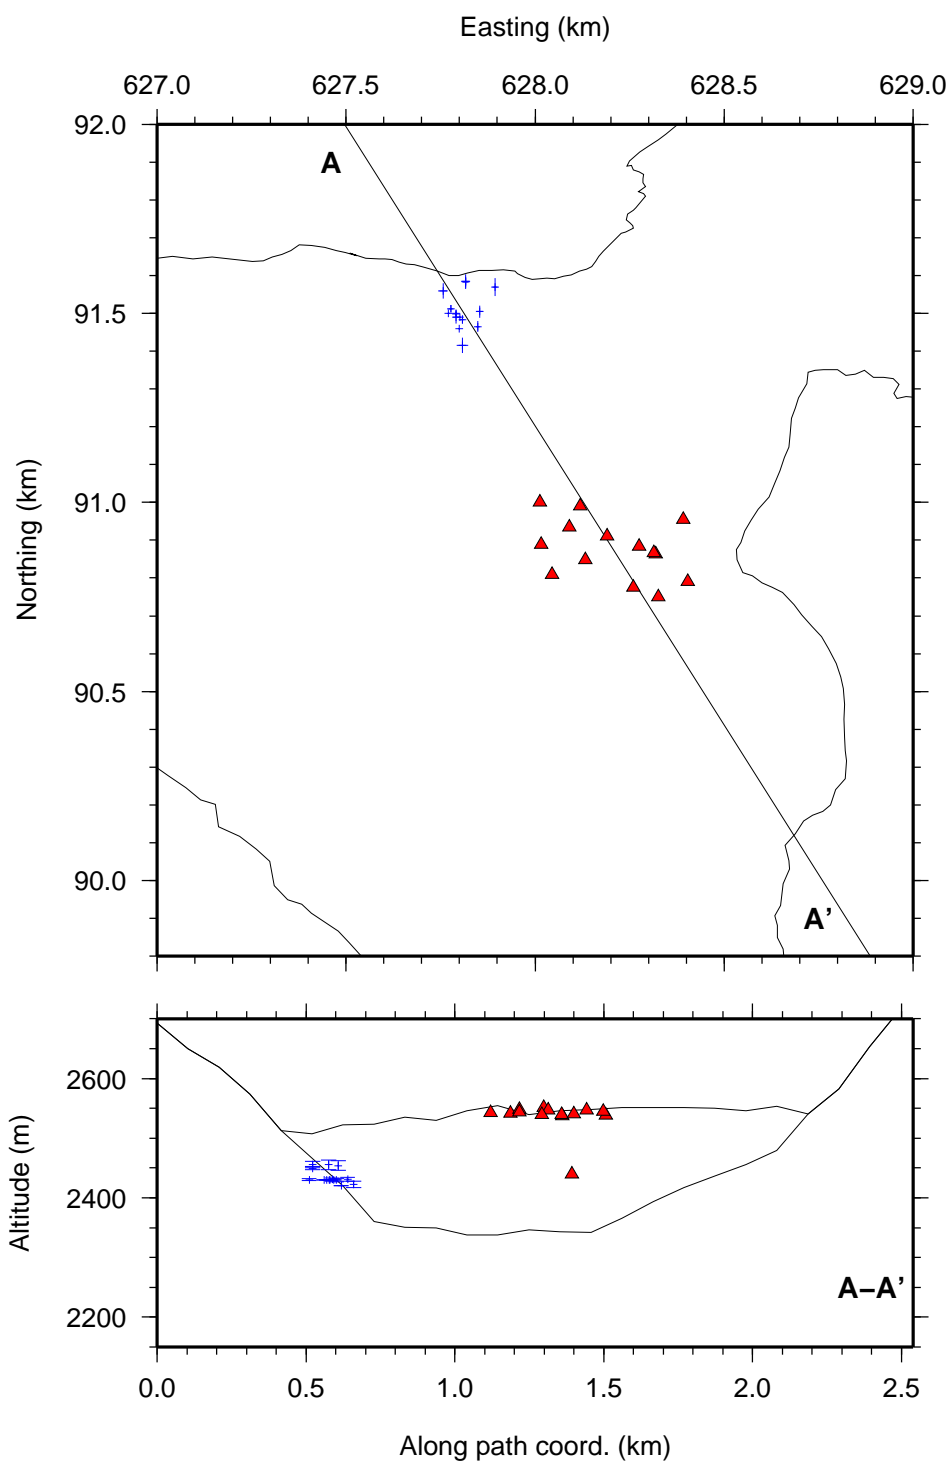 Easting (km)
627.0 627.5 628.0 628.5 629.0
92.0
A
91.5
91.0
Northing (km)
90.5
90.0
A’
2600
Altitude (m)
2400
A–A’
2200
0.0 0.5 1.0 1.5 2.0 2.5
Along path coord. (km)